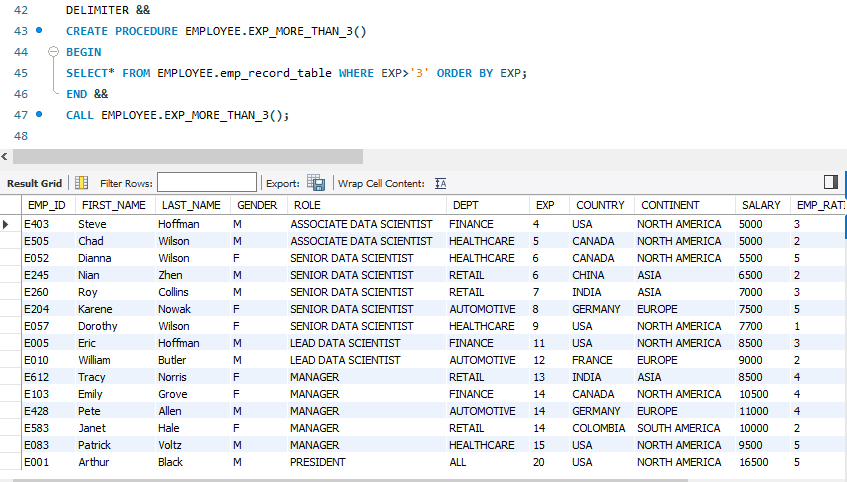 42 DELIMITER &&
43 CREATE PROCEDURE EMPLOYEE.EXP_MORE_THAN_3()
44 BEGIN
45 SELECT* FROM EMPLOYEE.emp_record_table WHERE EXP>'3' ORDER BY EXP;
46 END &&
47 CALL EMPLOYEE.EXP_MORE_THAN_3();
48
Result Grid Filter Rows: Export: Wrap Cell Content: IA
EMP_ID FIRST_NAME LAST_NAME GENDER ROLE DEPT EXP COUNTRY CONTINENT SALARY EMP_RATI
E403 Steve Hoffman M ASSOCIATE DATA SCIENTIST FINANCE 4 USA NORTH AMERICA 5000 3
E505 Chad Wilson M ASSOCIATE DATA SCIENTIST HEALTHCARE 5 CANADA NORTH AMERICA 5000 2
E052 Dianna Wilson F SENIOR DATA SCIENTIST HEALTHCARE 6 CANADA NORTH AMERICA 5500 5
E245 Nian Zhen M SENIOR DATA SCIENTIST RETAIL 6 CHINA ASIA 6500 2
E260 Roy Collins M SENIOR DATA SCIENTIST RETAIL 7 INDIA ASIA 7000 3
E204 Karene Nowak F SENIOR DATA SCIENTIST AUTOMOTIVE 8 GERMANY EUROPE 7500 5
E057 Dorothy Wilson F SENIOR DATA SCIENTIST HEALTHCARE 9 USA NORTH AMERICA 7700 1
E005 Eric Hoffman M LEAD DATA SCIENTIST FINANCE 11 USA NORTH AMERICA 8500 3
E010 William Butler M LEAD DATA SCIENTIST AUTOMOTIVE 12 FRANCE EUROPE 9000 2
E612 Tracy Norris F MANAGER RETAIL 13 INDIA ASIA 8500 4
E103 Emily Grove F MANAGER FINANCE 14 CANADA NORTH AMERICA 10500 4
E428 Pete Allen M MANAGER AUTOMOTIVE 14 GERMANY EUROPE 11000 4
E583 Janet Hale F MANAGER RETAIL 14 COLOMBIA SOUTH AMERICA 10000 2
E083 Patrick Voltz M MANAGER HEALTHCARE 15 USA NORTH AMERICA 9500 5
E001 Arthur Black M PRESIDENT ALL 20 USA NORTH AMERICA 16500 5